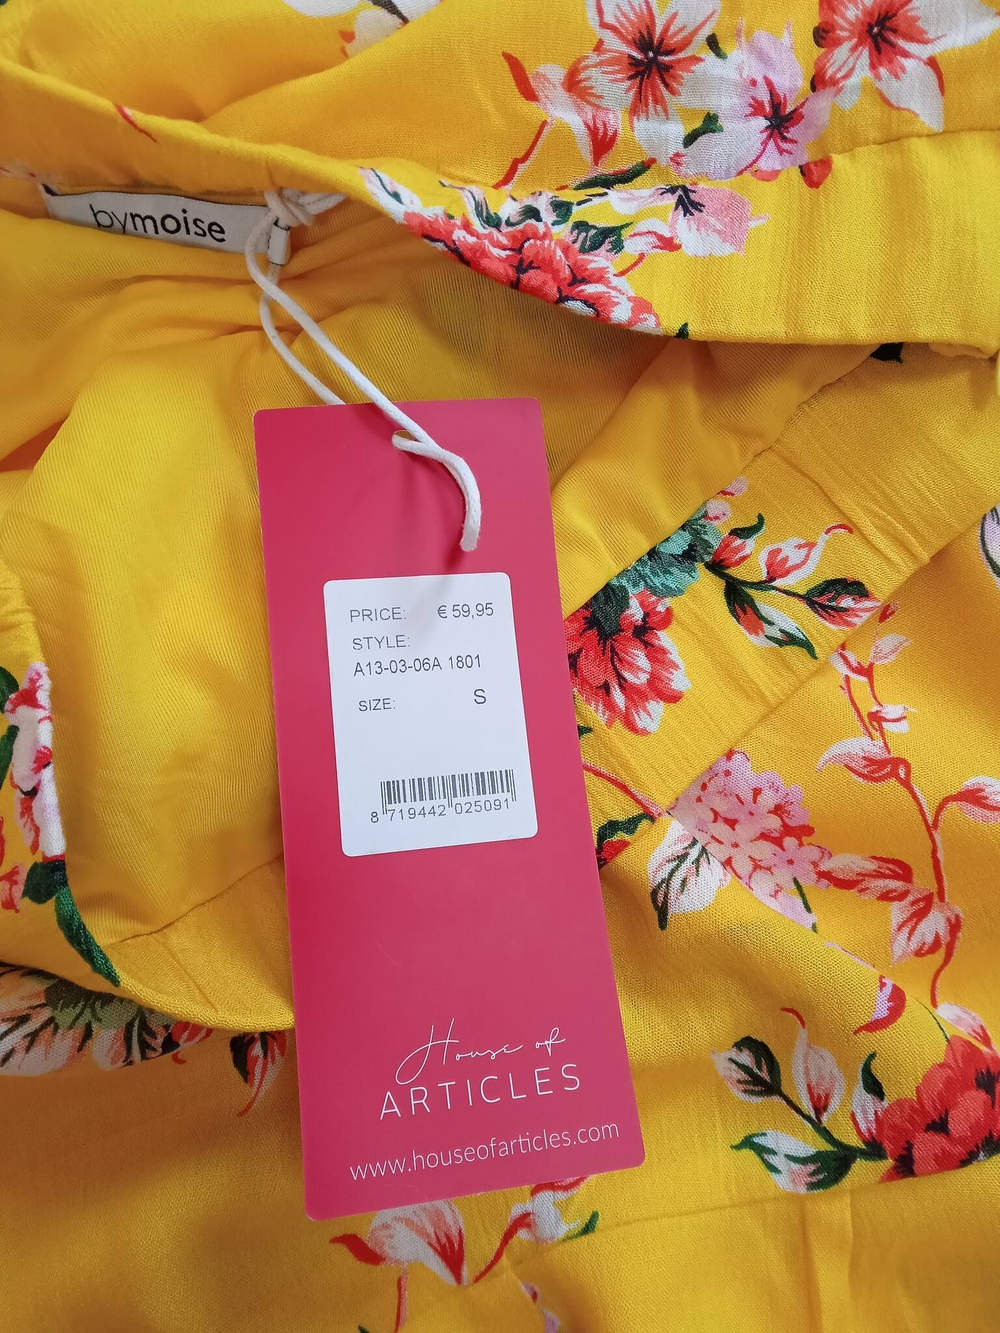 bymoise
PRICE: € 59,95
STYLE:
A13-03-06A 1801
SIZE: S
8 719442 025091
House of
ARTICLES
www.houseofarticles.com